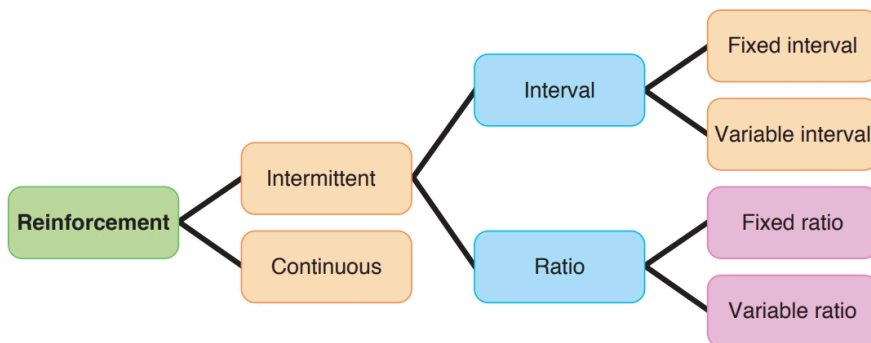 Reinforcement
Intermittent
Continuous
Interval
Ratio
Fixed interval
Variable interval
Fixed ratio
Variable ratio